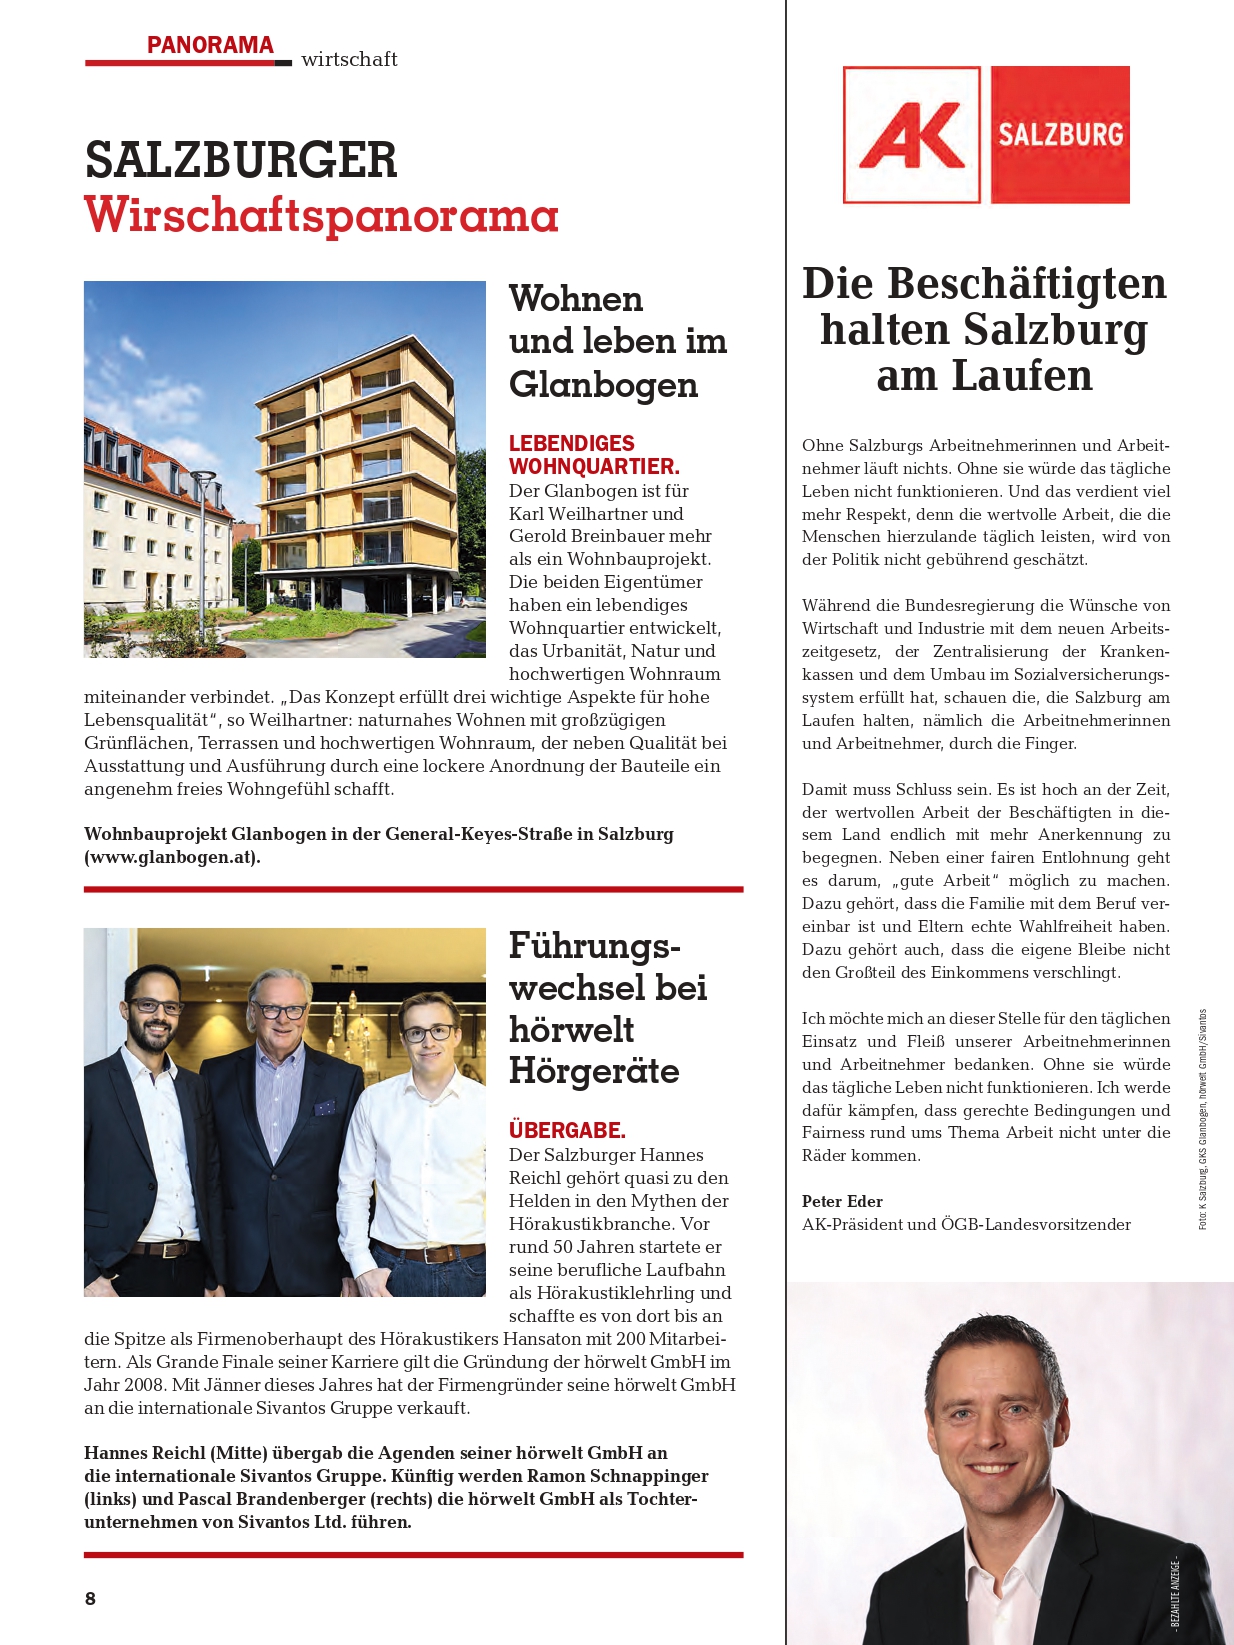 PANORAMA
wirtschaft
SALZBURGER
Wirschaftspanorama
Wohnen
und leben im
Glanbogen
LEBENDIGES
WOHNQUARTIER.
Der Glanbogen ist für
Karl Weilhartner und
Gerold Breinbauer mehr
als ein Wohnbauprojekt.
Die beiden Eigentümer
haben ein lebendiges
Wohnquartier entwickelt,
das Urbanität, Natur und
hochwertigen Wohnraum
miteinander verbindet. „Das Konzept erfüllt drei wichtige Aspekte für hohe
Lebensqualität“, so Weilhartner: naturnahes Wohnen mit großzügigen
Grünflächen, Terrassen und hochwertigen Wohnraum, der neben Qualität bei
Ausstattung und Ausführung durch eine lockere Anordnung der Bauteile ein
angenehm freies Wohngefühl schafft.
Wohnbauprojekt Glanbogen in der General-Keyes-Straße in Salzburg
(www.glanbogen.at).
Führungs-
wechsel bei
hörwelt
Hörgeräte
ÜBERGABE.
Der Salzburger Hannes
Reichl gehört quasi zu den
Helden in den Mythen der
Hörakustikbranche. Vor
rund 50 Jahren startete er
seine berufliche Laufbahn
als Hörakustiklehrling und
schaffte es von dort bis an
die Spitze als Firmenoberhaupt des Hörakustikers Hansaton mit 200 Mitarbei-
tern. Als Grande Finale seiner Karriere gilt die Gründung der hörwelt GmbH im
Jahr 2008. Mit Jänner dieses Jahres hat der Firmengründer seine hörwelt GmbH
an die internationale Sivantos Gruppe verkauft.
Hannes Reichl (Mitte) übergab die Agenden seiner hörwelt GmbH an
die internationale Sivantos Gruppe. Künftig werden Ramon Schnappinger
(links) und Pascal Brandenberger (rechts) die hörwelt GmbH als Tochter-
unternehmen von Sivantos Ltd. führen.
8
AK
SALZBURG
Die Beschäftigten
halten Salzburg
am Laufen
Ohne Salzburgs Arbeitnehmerinnen und Arbeit-
nehmer läuft nichts. Ohne sie würde das tägliche
Leben nicht funktionieren. Und das verdient viel
mehr Respekt, denn die wertvolle Arbeit, die die
Menschen hierzulande täglich leisten, wird von
der Politik nicht gebührend geschätzt.
Während die Bundesregierung die Wünsche von
Wirtschaft und Industrie mit dem neuen Arbeits-
zeitgesetz, der Zentralisierung der Kranken-
kassen und dem Umbau im Sozialversicherungs-
system erfüllt hat, schauen die, die Salzburg am
Laufen halten, nämlich die Arbeitnehmerinnen
und Arbeitnehmer, durch die Finger.
Damit muss Schluss sein. Es ist hoch an der Zeit,
der wertvollen Arbeit der Beschäftigten in die-
sem Land endlich mit mehr Anerkennung zu
begegnen. Neben einer fairen Entlohnung geht
es darum, „gute Arbeit“ möglich zu machen.
Dazu gehört, dass die Familie mit dem Beruf ver-
einbar ist und Eltern echte Wahlfreiheit haben.
Dazu gehört auch, dass die eigene Bleibe nicht
den Großteil des Einkommens verschlingt.
Ich möchte mich an dieser Stelle für den täglichen
Einsatz und Fleiß unserer Arbeitnehmerinnen
und Arbeitnehmer bedanken. Ohne sie würde
das tägliche Leben nicht funktionieren. Ich werde
dafür kämpfen, dass gerechte Bedingungen und
Fairness rund ums Thema Arbeit nicht unter die
Räder kommen.
Peter Eder
AK-Präsident und ÖGB-Landesvorsitzender
Foto: K Salzburg, GKS Glanbogen, hörwelt GmbH/Sivantos
- BEZAHLTE ANZEIGE -